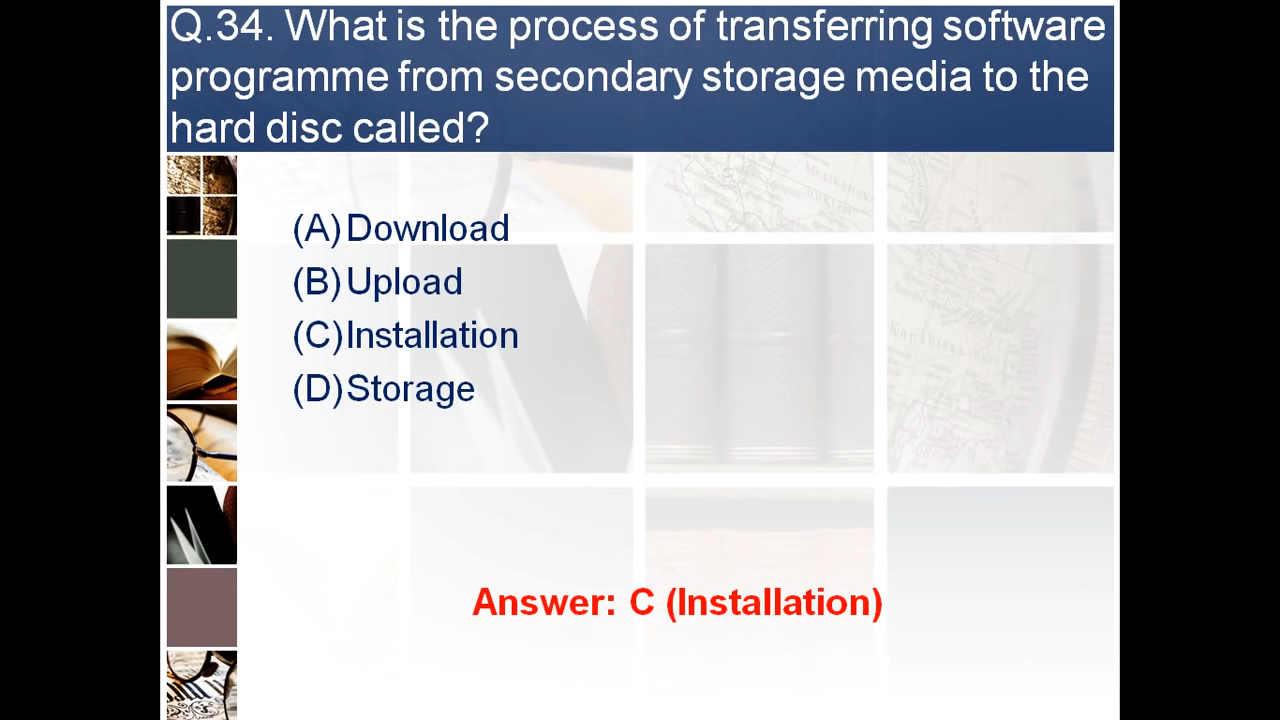 Q.34. What is the process of transferring software
programme from secondary storage media to the
hard disc called?
(A) Download
(B) Upload
(C) Installation
(D) Storage
Answer: C (Installation)